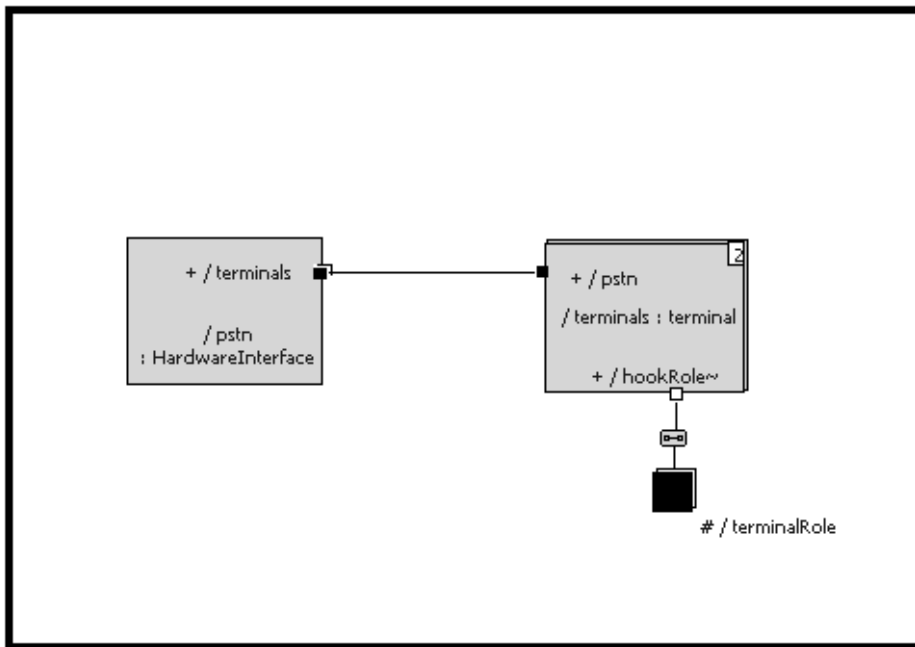 + / terminals
/ pstn
: HardwareInterface
2
+ / pstn
/ terminals : terminal
+ / hookRole~
# / terminalRole